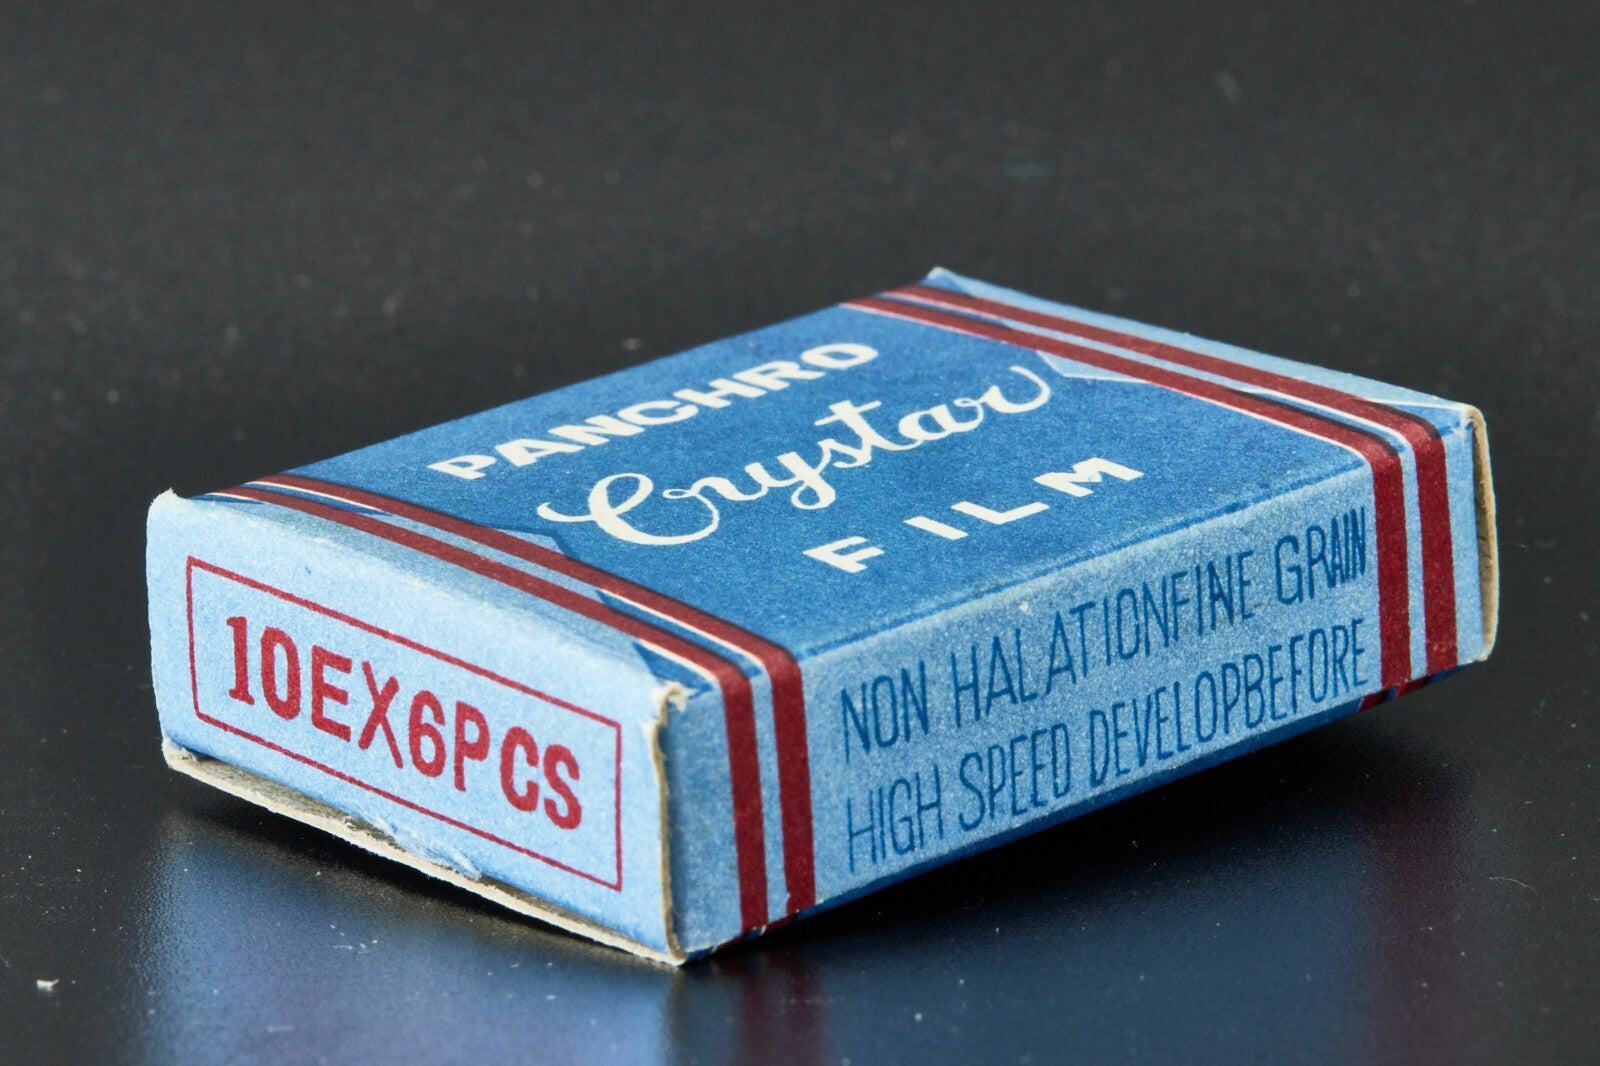 PANCHRO
Crystar
FILM
10EX6PCS
NON HALATIONFINE GRAIN
HIGH SPEED DEVELOPBEFORE